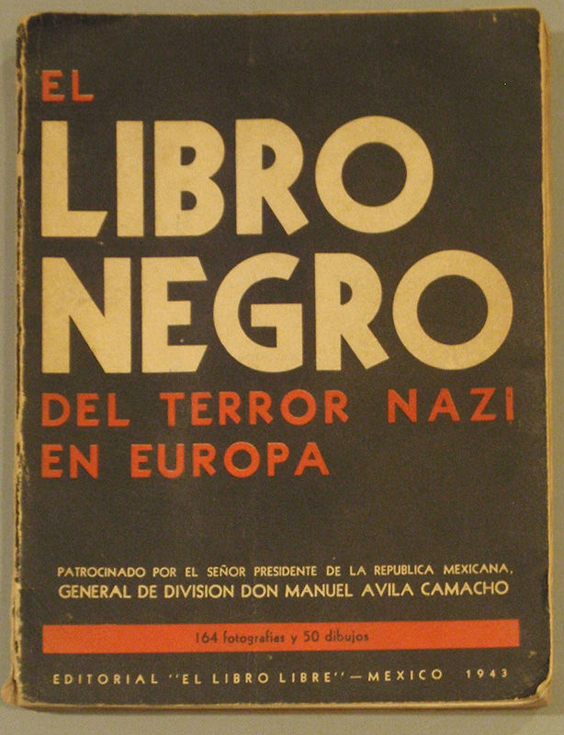 EL
LIBRO
NEGRO
DEL TERROR NAZI
EN EUROPA
PATROCINADO POR EL SEÑOR PRESIDENTE DE LA REPUBLICA MEXICANA,
GENERAL DE DIVISION DON MANUEL AVILA CAMACHO
164 fotografías y 50 dibujos
EDITORIAL "EL LIBRO LIBRE"—MEXICO 1943